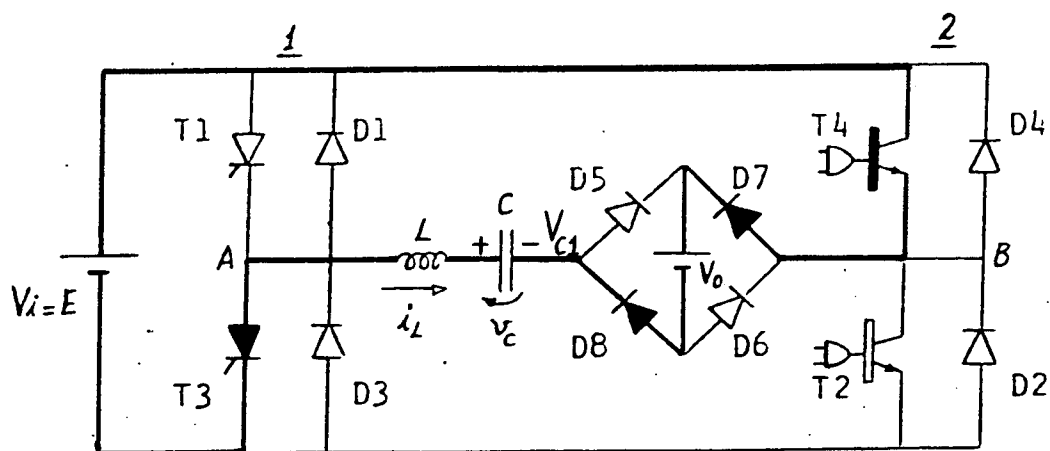 1
2
T1
D1
T4
D4
D5
D7
C
L
+
-
VC1
A
B
Vi=E
iL
vc
V0
D8
D6
T3
D3
T2
D2